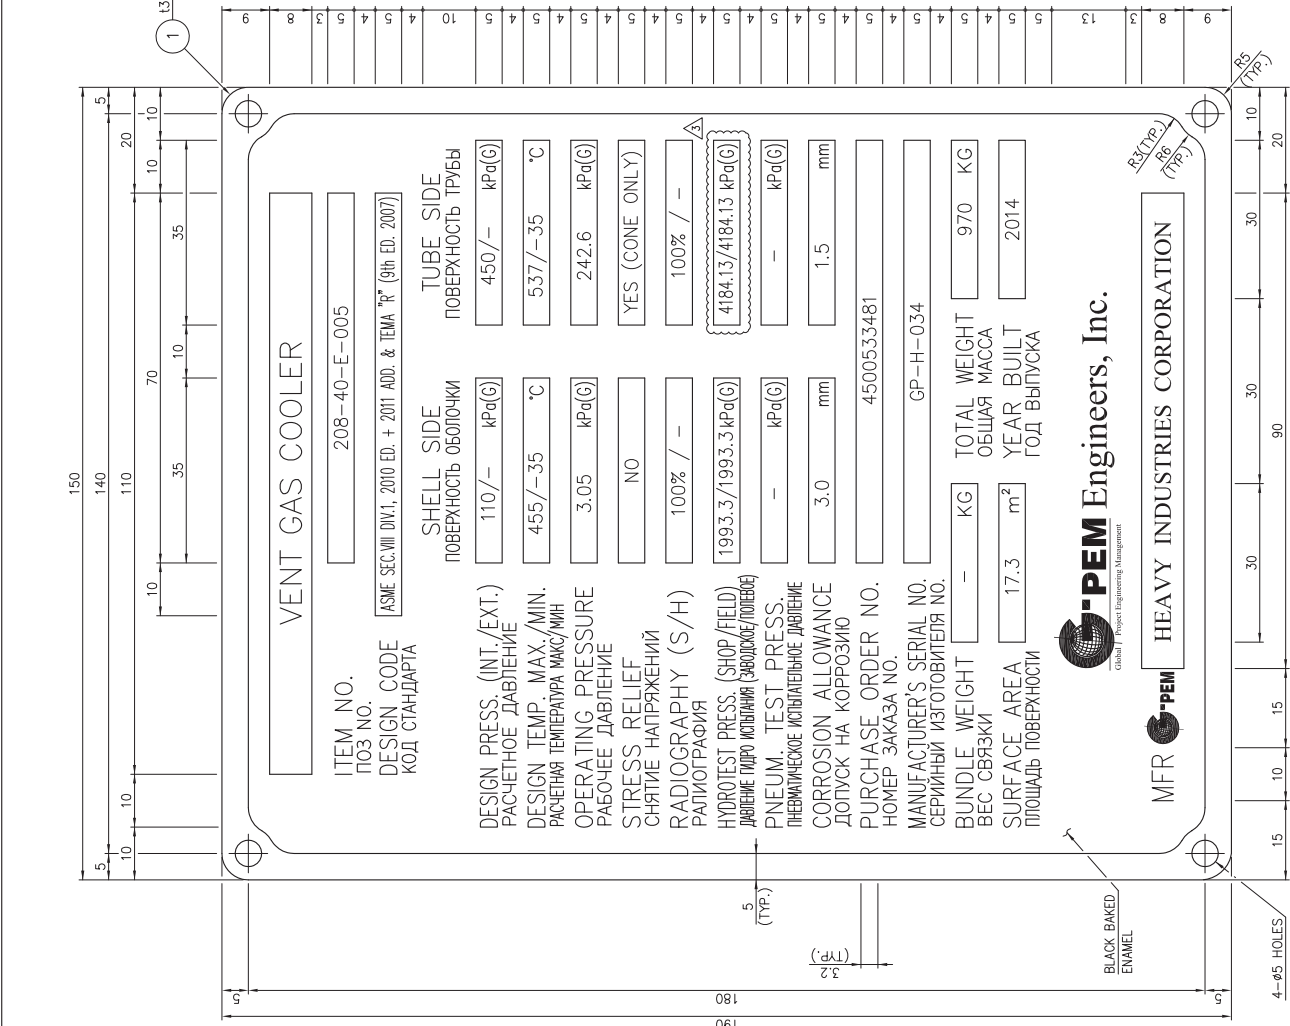 VENT GAS COOLER
ITEM NO. 208-40-E-005
ПОЗ NO.
DESIGN CODE ASME SEC.VIII DIV.1, 2010 ED. + 2011 ADD. & TEMA "R" (9th ED. 2007)
КОД СТАНДАРТА
SHELL SIDE TUBE SIDE
ПОВЕРХНОСТЬ ОБОЛОЧКИ ПОВЕРХНОСТЬ ТРУБЫ
DESIGN PRESS. (INT./EXT.) 110/- kPa(G) 450/- kPa(G)
РАСЧЕТНОЕ ДАВЛЕНИЕ
DESIGN TEMP. MAX./MIN. 455/-35 °C 537/-35 °C
РАСЧЕТНАЯ ТЕМПЕРАТУРА МАКС/МИН
OPERATING PRESSURE 3.05 kPa(G) 242.6 kPa(G)
РАБОЧЕЕ ДАВЛЕНИЕ
STRESS RELIEF NO YES (CONE ONLY)
СНЯТИЕ НАПРЯЖЕНИЙ
RADIOGRAPHY (S/H) 100% / - 100% / -
РАЛИОГРАФИЯ
3
HYDROTEST PRESS. (SHOP/FIELD) 1993.3/1993.3 kPa(G) 4184.13/4184.13 kPa(G)
ДАВЛЕНИЕ ГИДРО ИСПЫТАНИЯ (ЗАВОДСКОЕ/ПОЛЕВОЕ)
PNEUM. TEST PRESS. - kPa(G) - kPa(G)
ПНЕВМАТИЧЕСКОЕ ИСПЫТАТЕЛЬНОЕ ДАВЛЕНИЕ
CORROSION ALLOWANCE 3.0 mm 1.5 mm
ДОПУСК НА КОРРОЗИЮ
PURCHASE ORDER NO. 4500533481
НОМЕР ЗАКАЗА NO.
MANUFACTURER'S SERIAL NO. GP-H-034
СЕРИЙНЫЙ ИЗГОТОВИТЕЛЯ NO.
BUNDLE WEIGHT - KG TOTAL WEIGHT 970 KG
ВЕС СВЯЗКИ ОБЩАЯ МАССА
SURFACE AREA 17.3 m² YEAR BUILT 2014
ПЛОЩАДЬ ПОВЕРХНОСТИ ГОД ВЫПУСКА
GPEM Engineers, Inc.
Global / Project Engineering Management
MFR GPEM HEAVY INDUSTRIES CORPORATION
150
5 140 5
10 10 110 20
10 70 10 10
35 10 35
t3
1
9 8 3 5 4 5 4 10 5 4 5 4 5 4 5 4 5 4 5 4 5 4 5 4 5 4 5 4 5 4 5 5 13 3 8 9
R5
(TYP.)
R3(TYP.)
R6
(TYP.)
10 30 30 30
15 10 15 90 20
5
(TYP.)
3.2
(TYP.)
5 180 5
190
BLACK BAKED
ENAMEL
4-ø5 HOLES